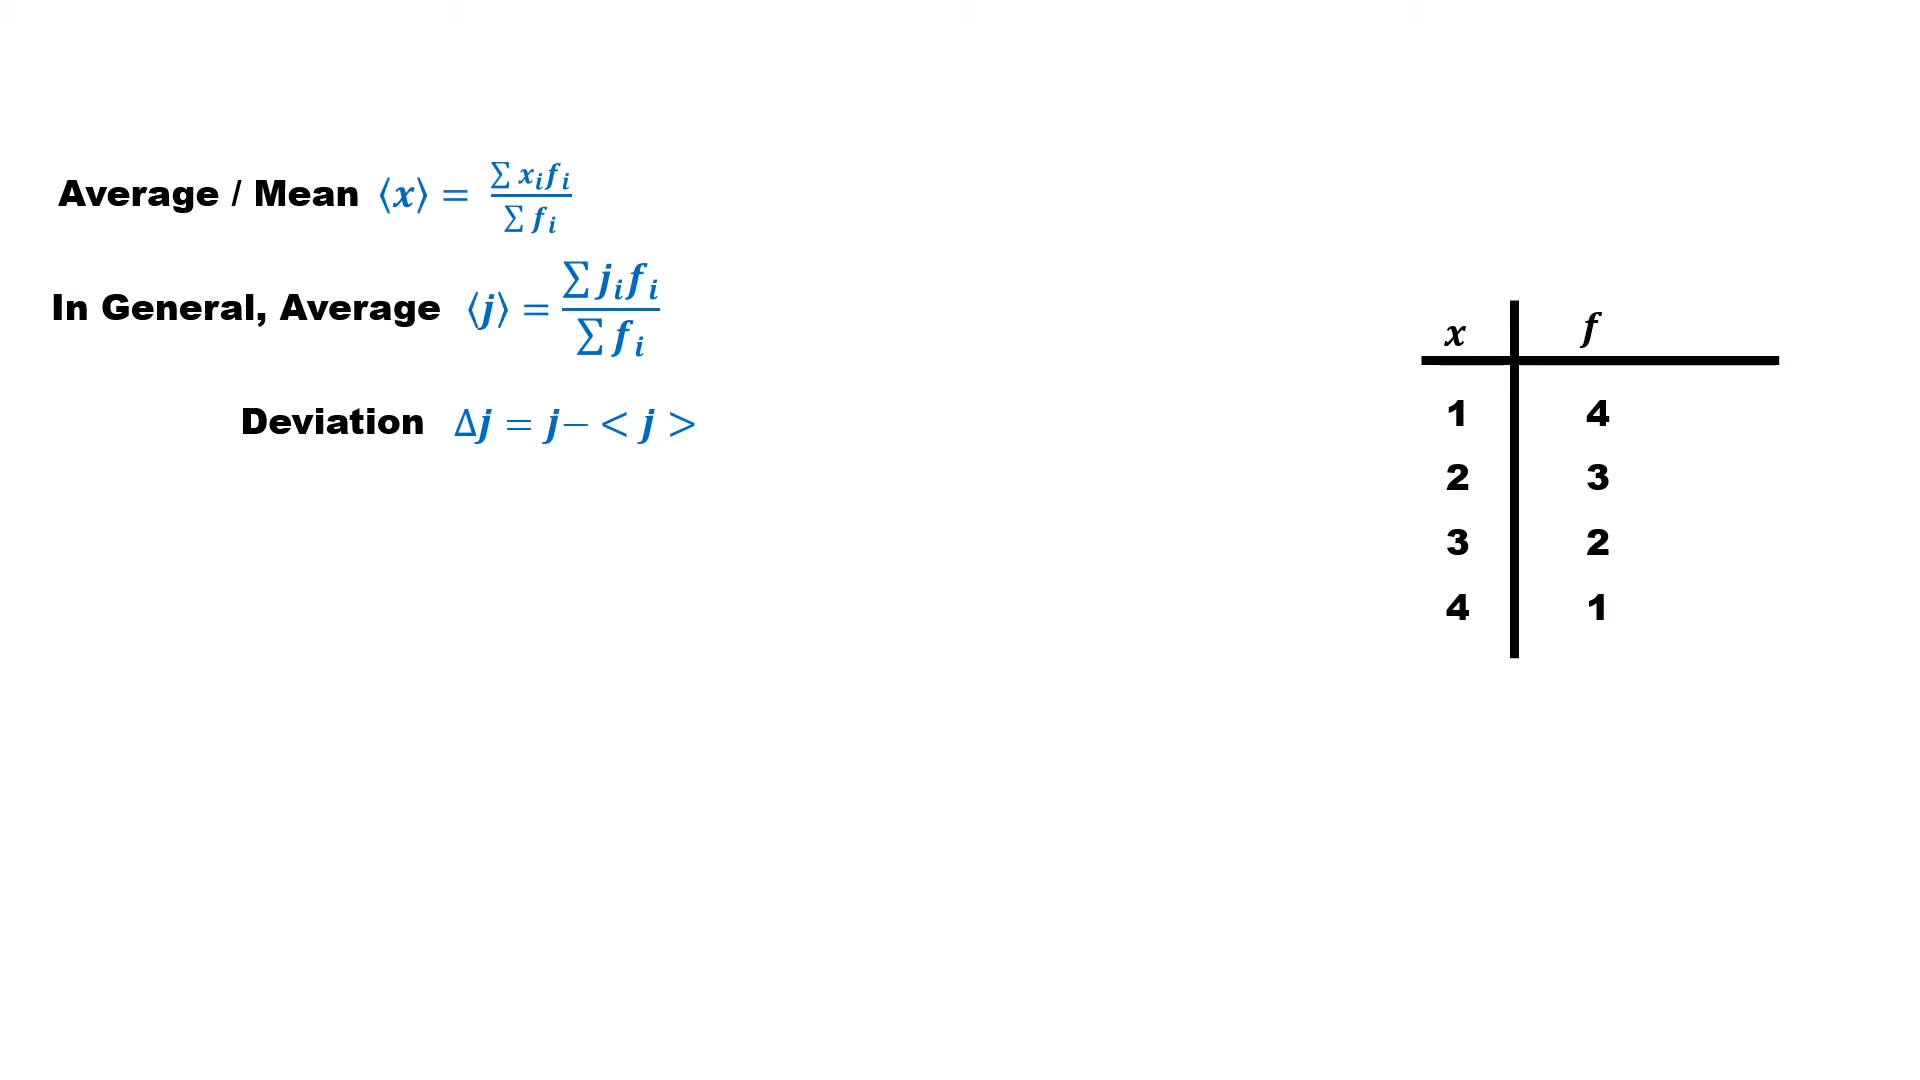 Average / Mean ⟨x⟩ = ∑ xᵢfᵢ / ∑ fᵢ
In General, Average ⟨j⟩ = ∑ jᵢfᵢ / ∑ fᵢ
Deviation Δj = j− < j >
x f
1 4
2 3
3 2
4 1